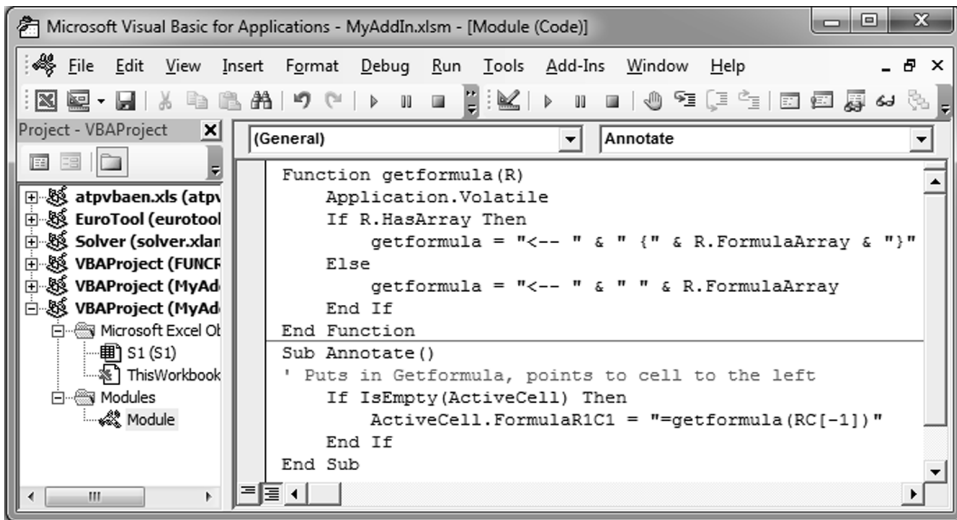 Microsoft Visual Basic for Applications - MyAddIn.xlsm - [Module (Code)]
File Edit View Insert Format Debug Run Tools Add-Ins Window Help
Project - VBAProject
(General)
Annotate
atpvbaen.xls (atpv
EuroTool (eurotool
Solver (solver.xlam
VBAProject (FUNCR
VBAProject (MyAd
VBAProject (MyAd
Microsoft Excel Ob
S1 (S1)
ThisWorkbook
Modules
Module
Function getformula(R)
Application.Volatile
If R.HasArray Then
getformula = "<-- " & " {" & R.FormulaArray & "}"
Else
getformula = "<-- " & " " & R.FormulaArray
End If
End Function
Sub Annotate()
' Puts in Getformula, points to cell to the left
If IsEmpty(ActiveCell) Then
ActiveCell.FormulaR1C1 = "=getformula(RC[-1])"
End If
End Sub